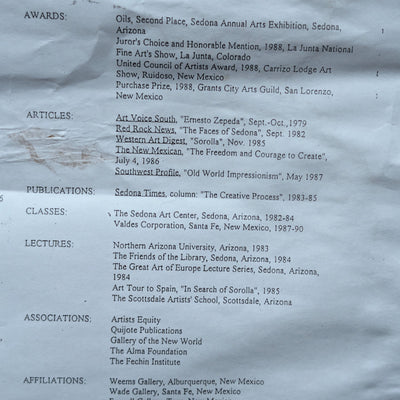 AWARDS: Oils, Second Place, Sedona Annual Arts Exhibition, Sedona,
Arizona
Juror's Choice and Honorable Mention, 1988, La Junta National
Fine Art's Show, La Junta, Colorado
United Council of Artists Award, 1988, Carrizo Lodge Art
Show, Ruidoso, New Mexico
Purchase Prize, 1988, Grants City Arts Guild, San Lorenzo,
New Mexico
ARTICLES: Art Voice South, "Ernesto Zepeda", Sept.-Oct.,1979
Red Rock News, "The Faces of Sedona", Sept. 1982
Western Art Digest, "Sorolla", Nov. 1985
The New Mexican, "The Freedom and Courage to Create",
July 4, 1986
Southwest Profile, "Old World Impressionism", May 1987
PUBLICATIONS: Sedona Times, column: "The Creative Process", 1983-85
CLASSES: The Sedona Art Center, Sedona, Arizona, 1982-84
Valdes Corporation, Santa Fe, New Mexico, 1987-90
LECTURES: Northern Arizona University, Arizona, 1983
The Friends of the Library, Sedona, Arizona, 1984
The Great Art of Europe Lecture Series, Sedona, Arizona,
1984
Art Tour to Spain, "In Search of Sorolla", 1985
The Scottsdale Artists' School, Scottsdale, Arizona
ASSOCIATIONS: Artists Equity
Quijote Publications
Gallery of the New World
The Alma Foundation
The Fechin Institute
AFFILIATIONS: Weems Gallery, Alburquerque, New Mexico
Wade Gallery, Santa Fe, New Mexico